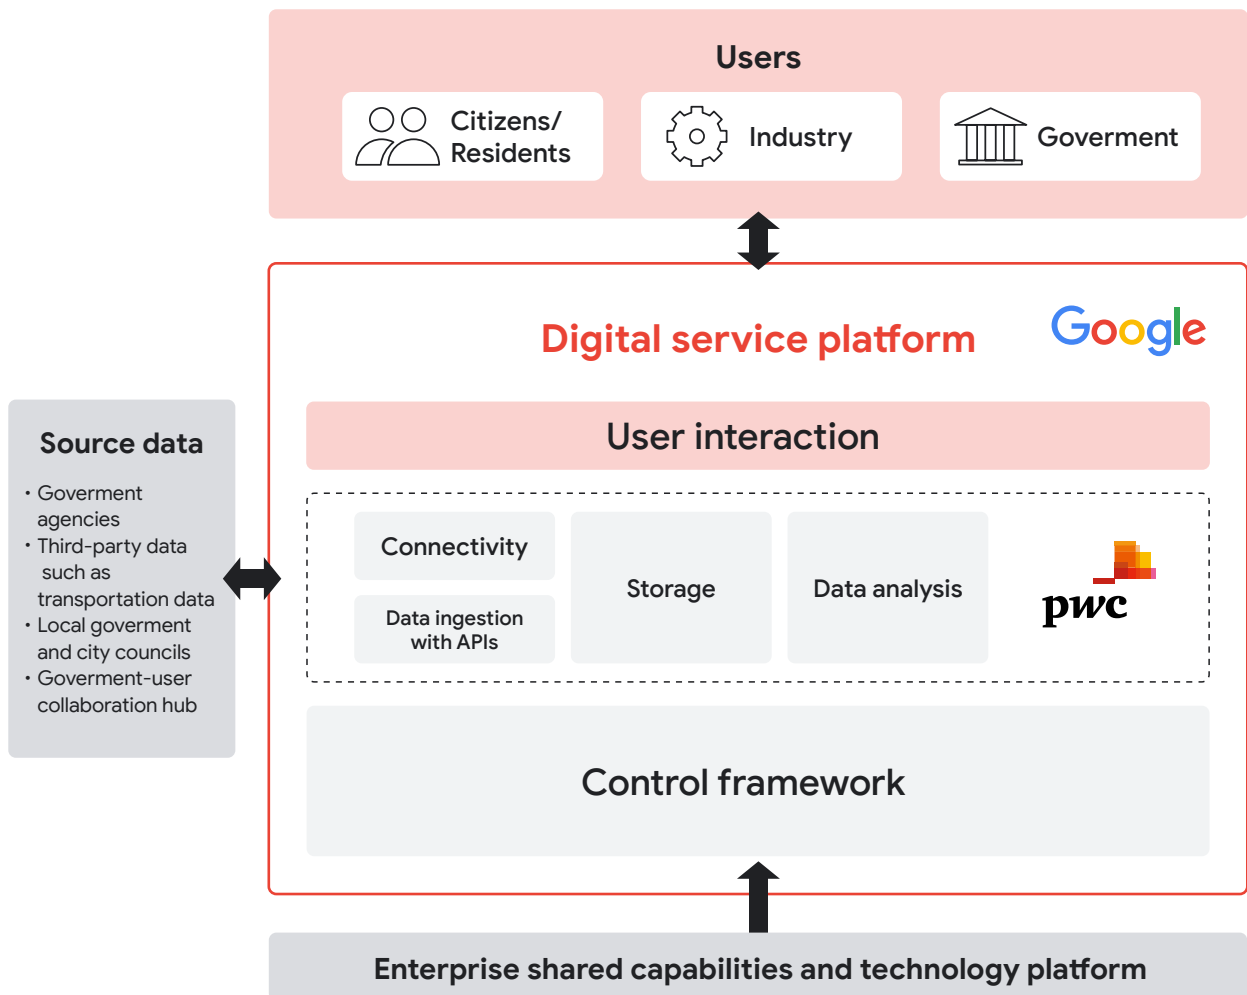 Users
Citizens/
Residents
Industry
Goverment
Digital service platform
Google
User interaction
Source data
• Goverment
agencies
• Third-party data
such as
transportation data
• Local goverment
and city councils
• Goverment-user
collaboration hub
Connectivity
Data ingestion
with APIs
Storage
Data analysis
pwc
Control framework
Enterprise shared capabilities and technology platform